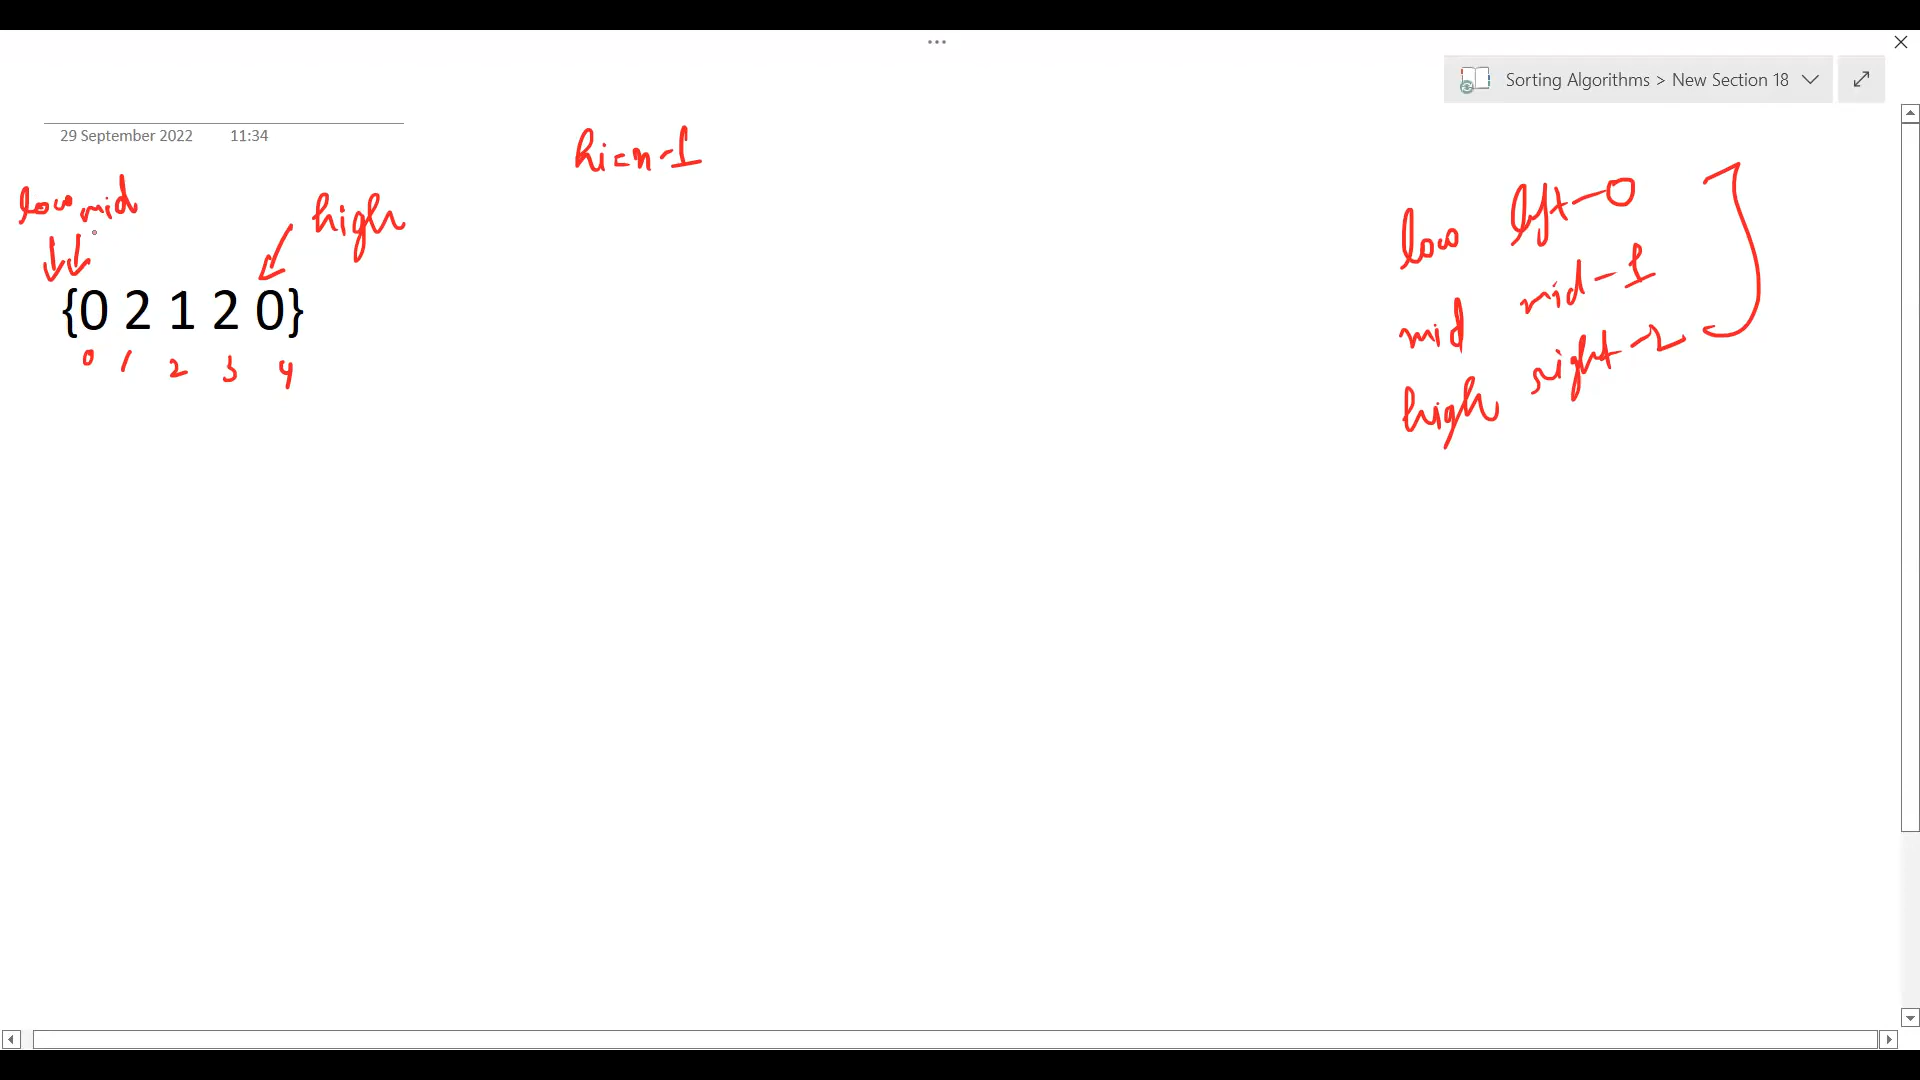 Sorting Algorithms > New Section 18
29 September 2022 11:34
hi=n-1
low mid
high
{0 2 1 2 0}
0 1 2 3 4
low left-0
mid mid-1
high right-2